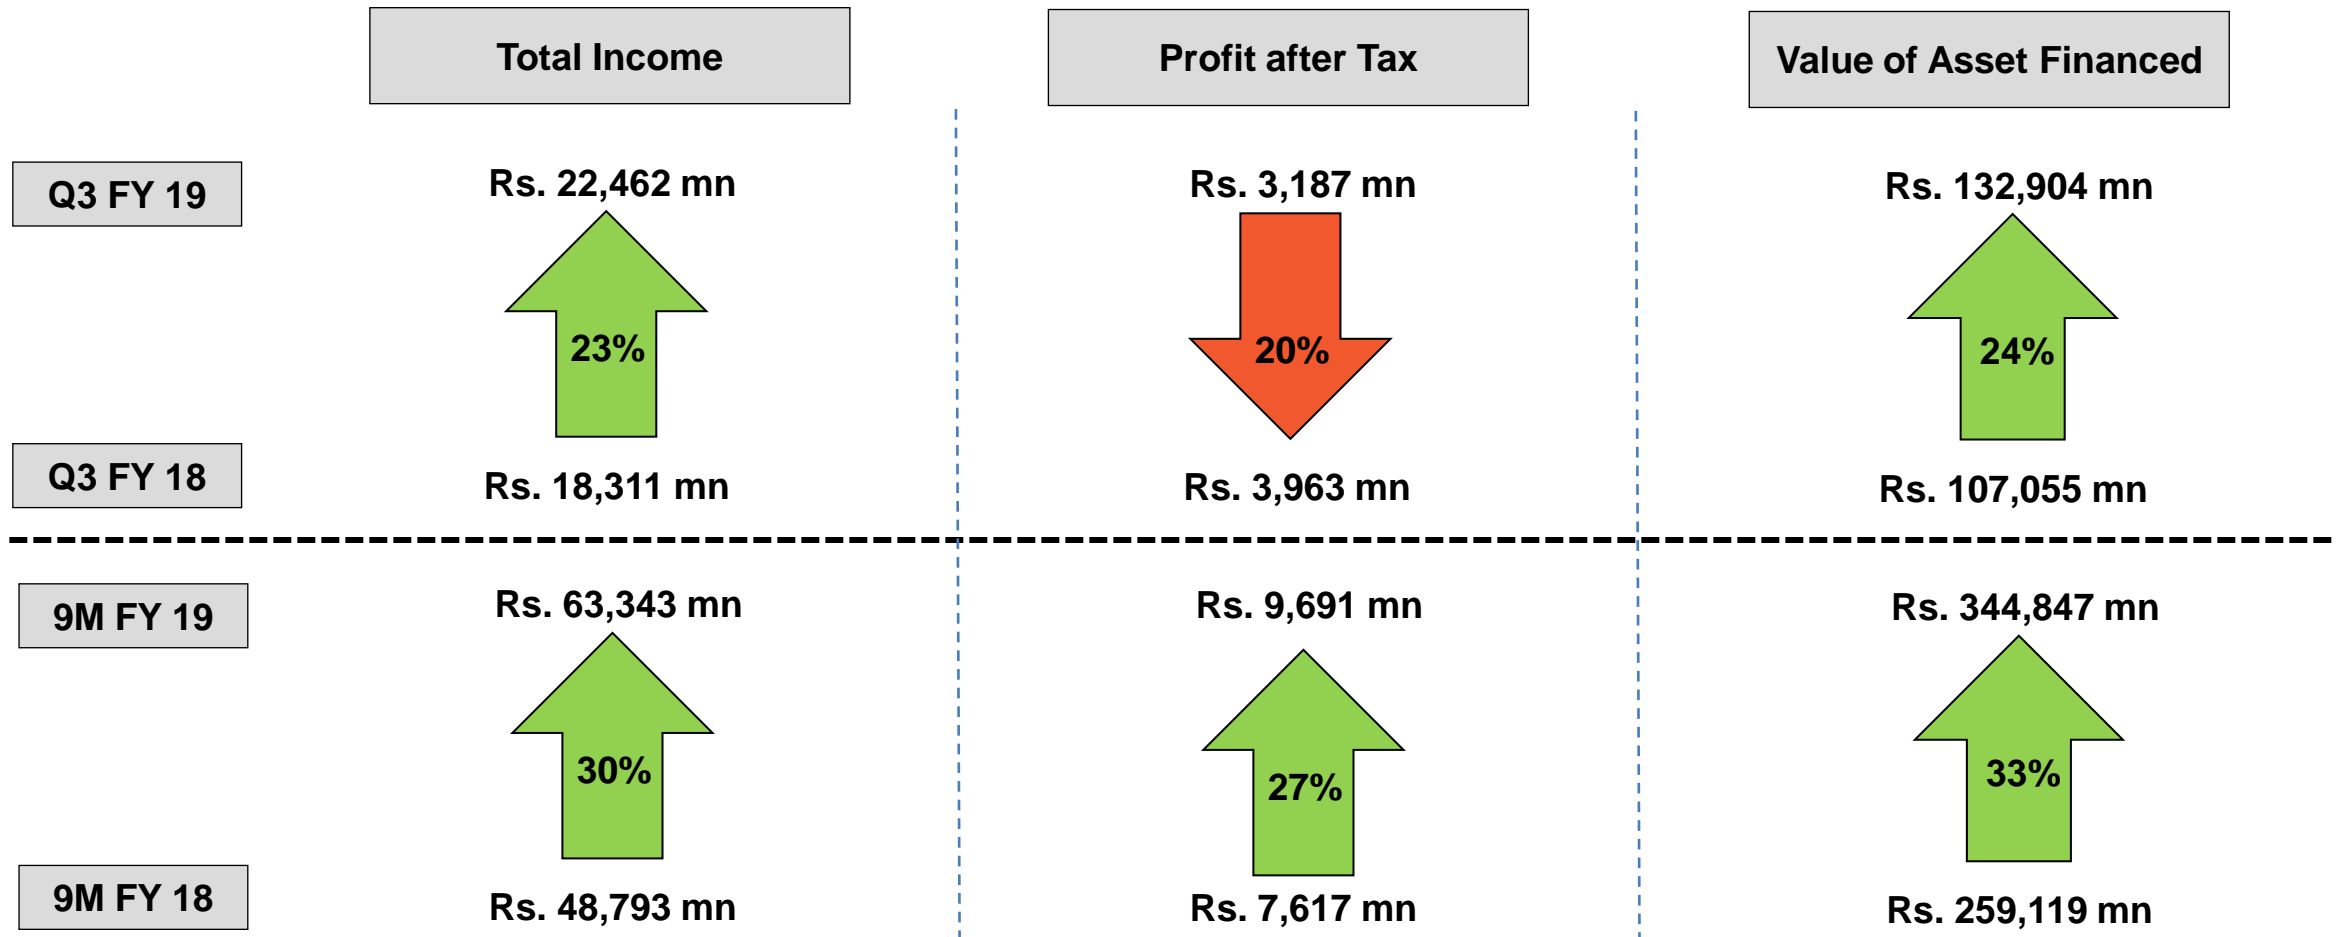 Total Income
Profit after Tax
Value of Asset Financed
Q3 FY 19
Rs. 22,462 mn
Rs. 3,187 mn
Rs. 132,904 mn
23%
20%
24%
Q3 FY 18
Rs. 18,311 mn
Rs. 3,963 mn
Rs. 107,055 mn
9M FY 19
Rs. 63,343 mn
Rs. 9,691 mn
Rs. 344,847 mn
30%
27%
33%
9M FY 18
Rs. 48,793 mn
Rs. 7,617 mn
Rs. 259,119 mn